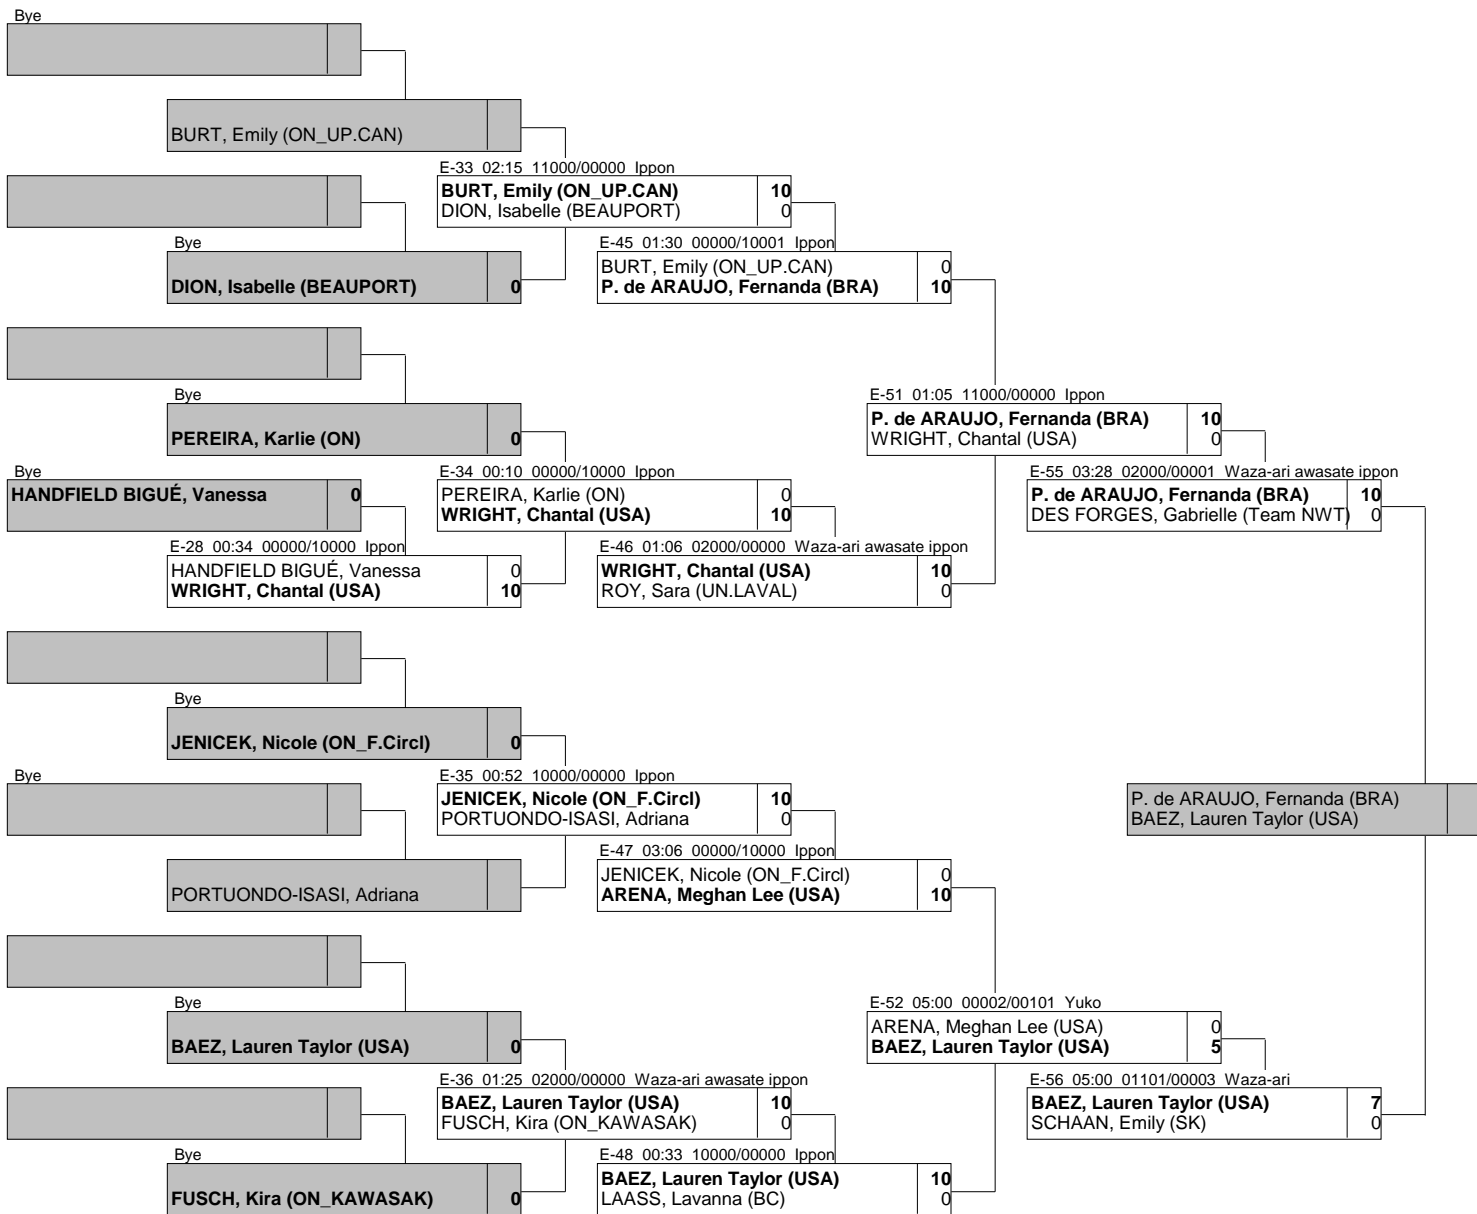 Bye
BURT, Emily (ON_UP.CAN)
E-33 02:15 11000/00000 Ippon
BURT, Emily (ON_UP.CAN) 10
DION, Isabelle (BEAUPORT) 0
Bye
DION, Isabelle (BEAUPORT) 0
E-45 01:30 00000/10001 Ippon
BURT, Emily (ON_UP.CAN) 0
P. de ARAUJO, Fernanda (BRA) 10
Bye
PEREIRA, Karlie (ON) 0
E-51 01:05 11000/00000 Ippon
P. de ARAUJO, Fernanda (BRA) 10
WRIGHT, Chantal (USA) 0
Bye
HANDFIELD BIGUÉ, Vanessa 0
E-34 00:10 00000/10000 Ippon
PEREIRA, Karlie (ON) 0
WRIGHT, Chantal (USA) 10
E-55 03:28 02000/00001 Waza-ari awasate ippon
P. de ARAUJO, Fernanda (BRA) 10
DES FORGES, Gabrielle (Team NWT) 0
E-28 00:34 00000/10000 Ippon
HANDFIELD BIGUÉ, Vanessa 0
WRIGHT, Chantal (USA) 10
E-46 01:06 02000/00000 Waza-ari awasate ippon
WRIGHT, Chantal (USA) 10
ROY, Sara (UN.LAVAL) 0
Bye
JENICEK, Nicole (ON_F.Circl) 0
Bye
E-35 00:52 10000/00000 Ippon
JENICEK, Nicole (ON_F.Circl) 10
PORTUONDO-ISASI, Adriana 0
P. de ARAUJO, Fernanda (BRA)
BAEZ, Lauren Taylor (USA)
PORTUONDO-ISASI, Adriana
E-47 03:06 00000/10000 Ippon
JENICEK, Nicole (ON_F.Circl) 0
ARENA, Meghan Lee (USA) 10
Bye
BAEZ, Lauren Taylor (USA) 0
E-52 05:00 00002/00101 Yuko
ARENA, Meghan Lee (USA) 0
BAEZ, Lauren Taylor (USA) 5
E-36 01:25 02000/00000 Waza-ari awasate ippon
BAEZ, Lauren Taylor (USA) 10
FUSCH, Kira (ON_KAWASAK) 0
E-56 05:00 01101/00003 Waza-ari
BAEZ, Lauren Taylor (USA) 7
SCHAAN, Emily (SK) 0
Bye
FUSCH, Kira (ON_KAWASAK) 0
E-48 00:33 10000/00000 Ippon
BAEZ, Lauren Taylor (USA) 10
LAASS, Lavanna (BC) 0